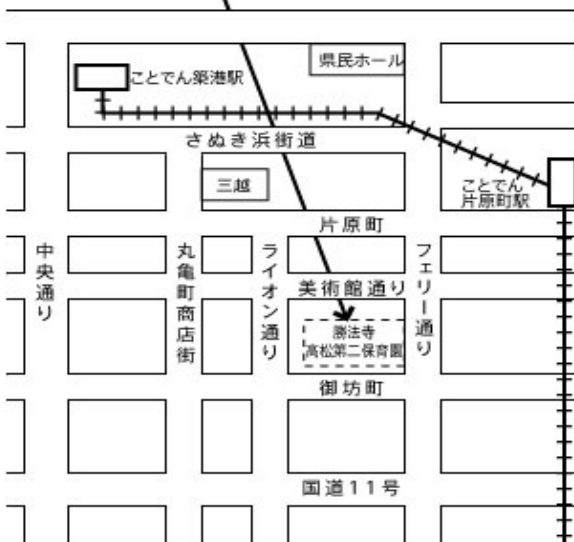 県民ホール
ことでん築港駅
さぬき浜街道
三越
ことでん
片原町駅
片原町
中央通り
丸亀町商店街
ライオン通り
フェリー通り
美術館通り
勝法寺
高松第二保育園
御坊町
国道11号